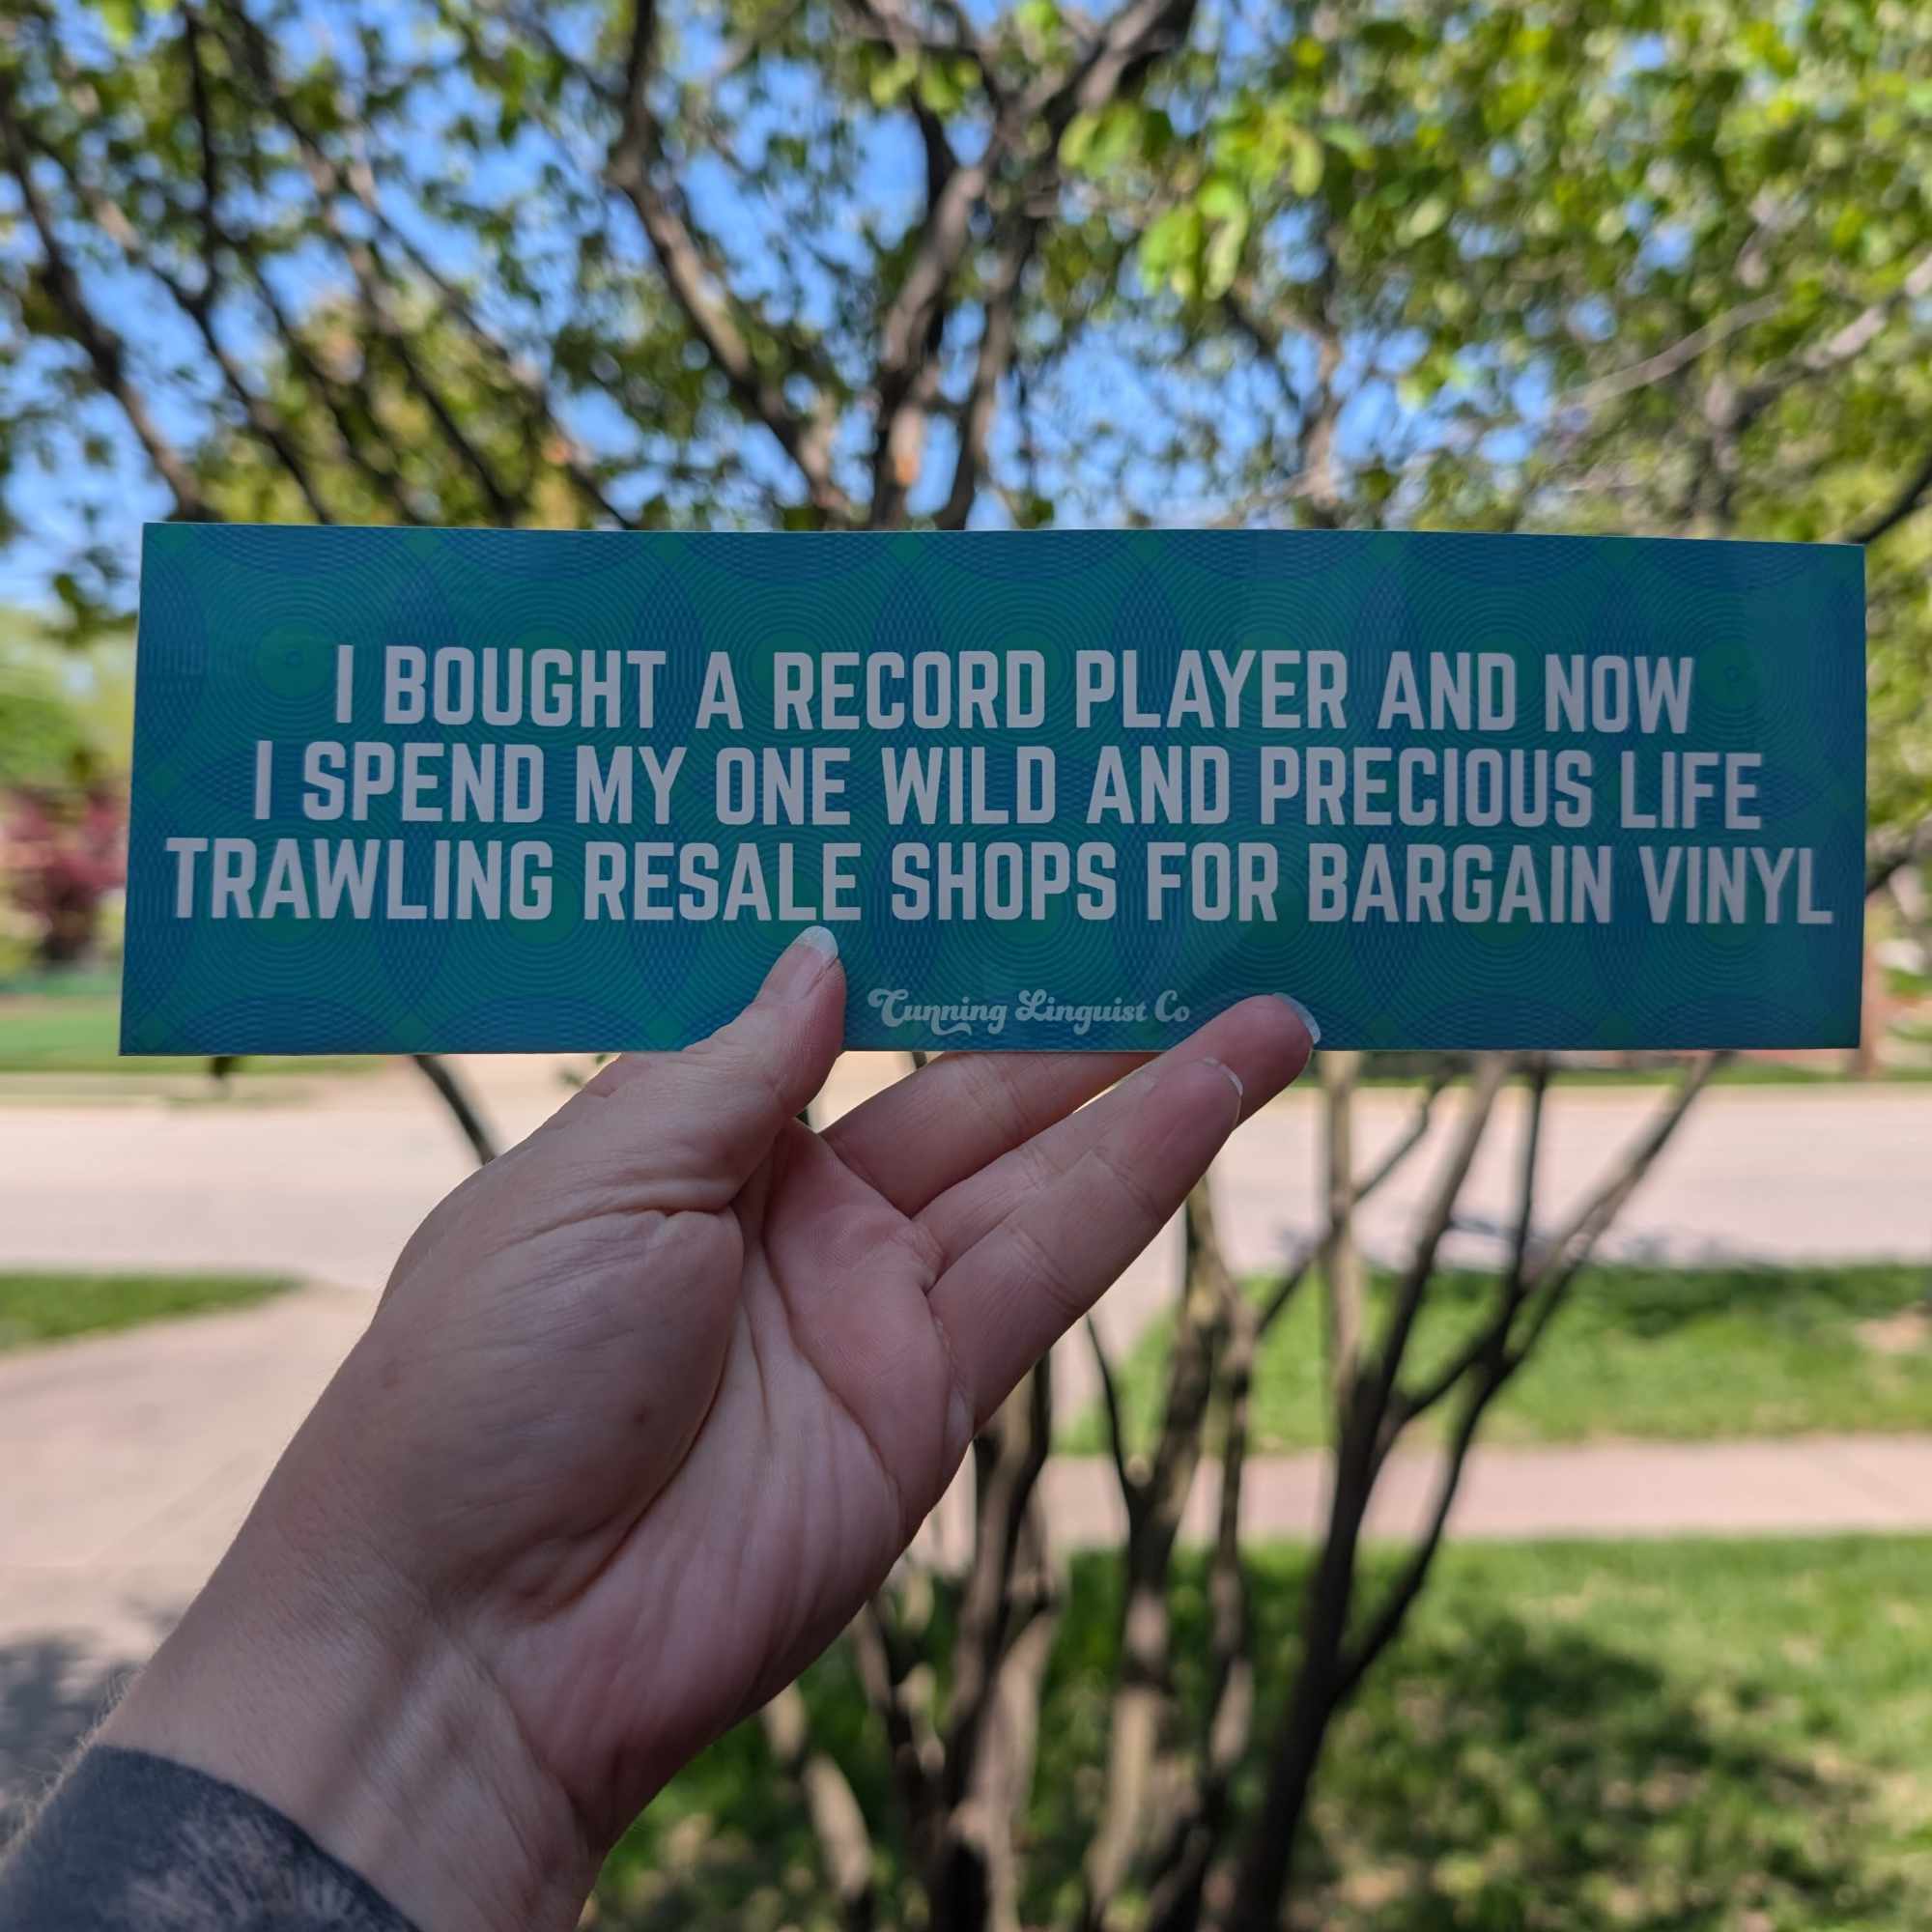 I BOUGHT A RECORD PLAYER AND NOW
I SPEND MY ONE WILD AND PRECIOUS LIFE
TRAWLING RESALE SHOPS FOR BARGAIN VINYL
Cunning Linguist Co